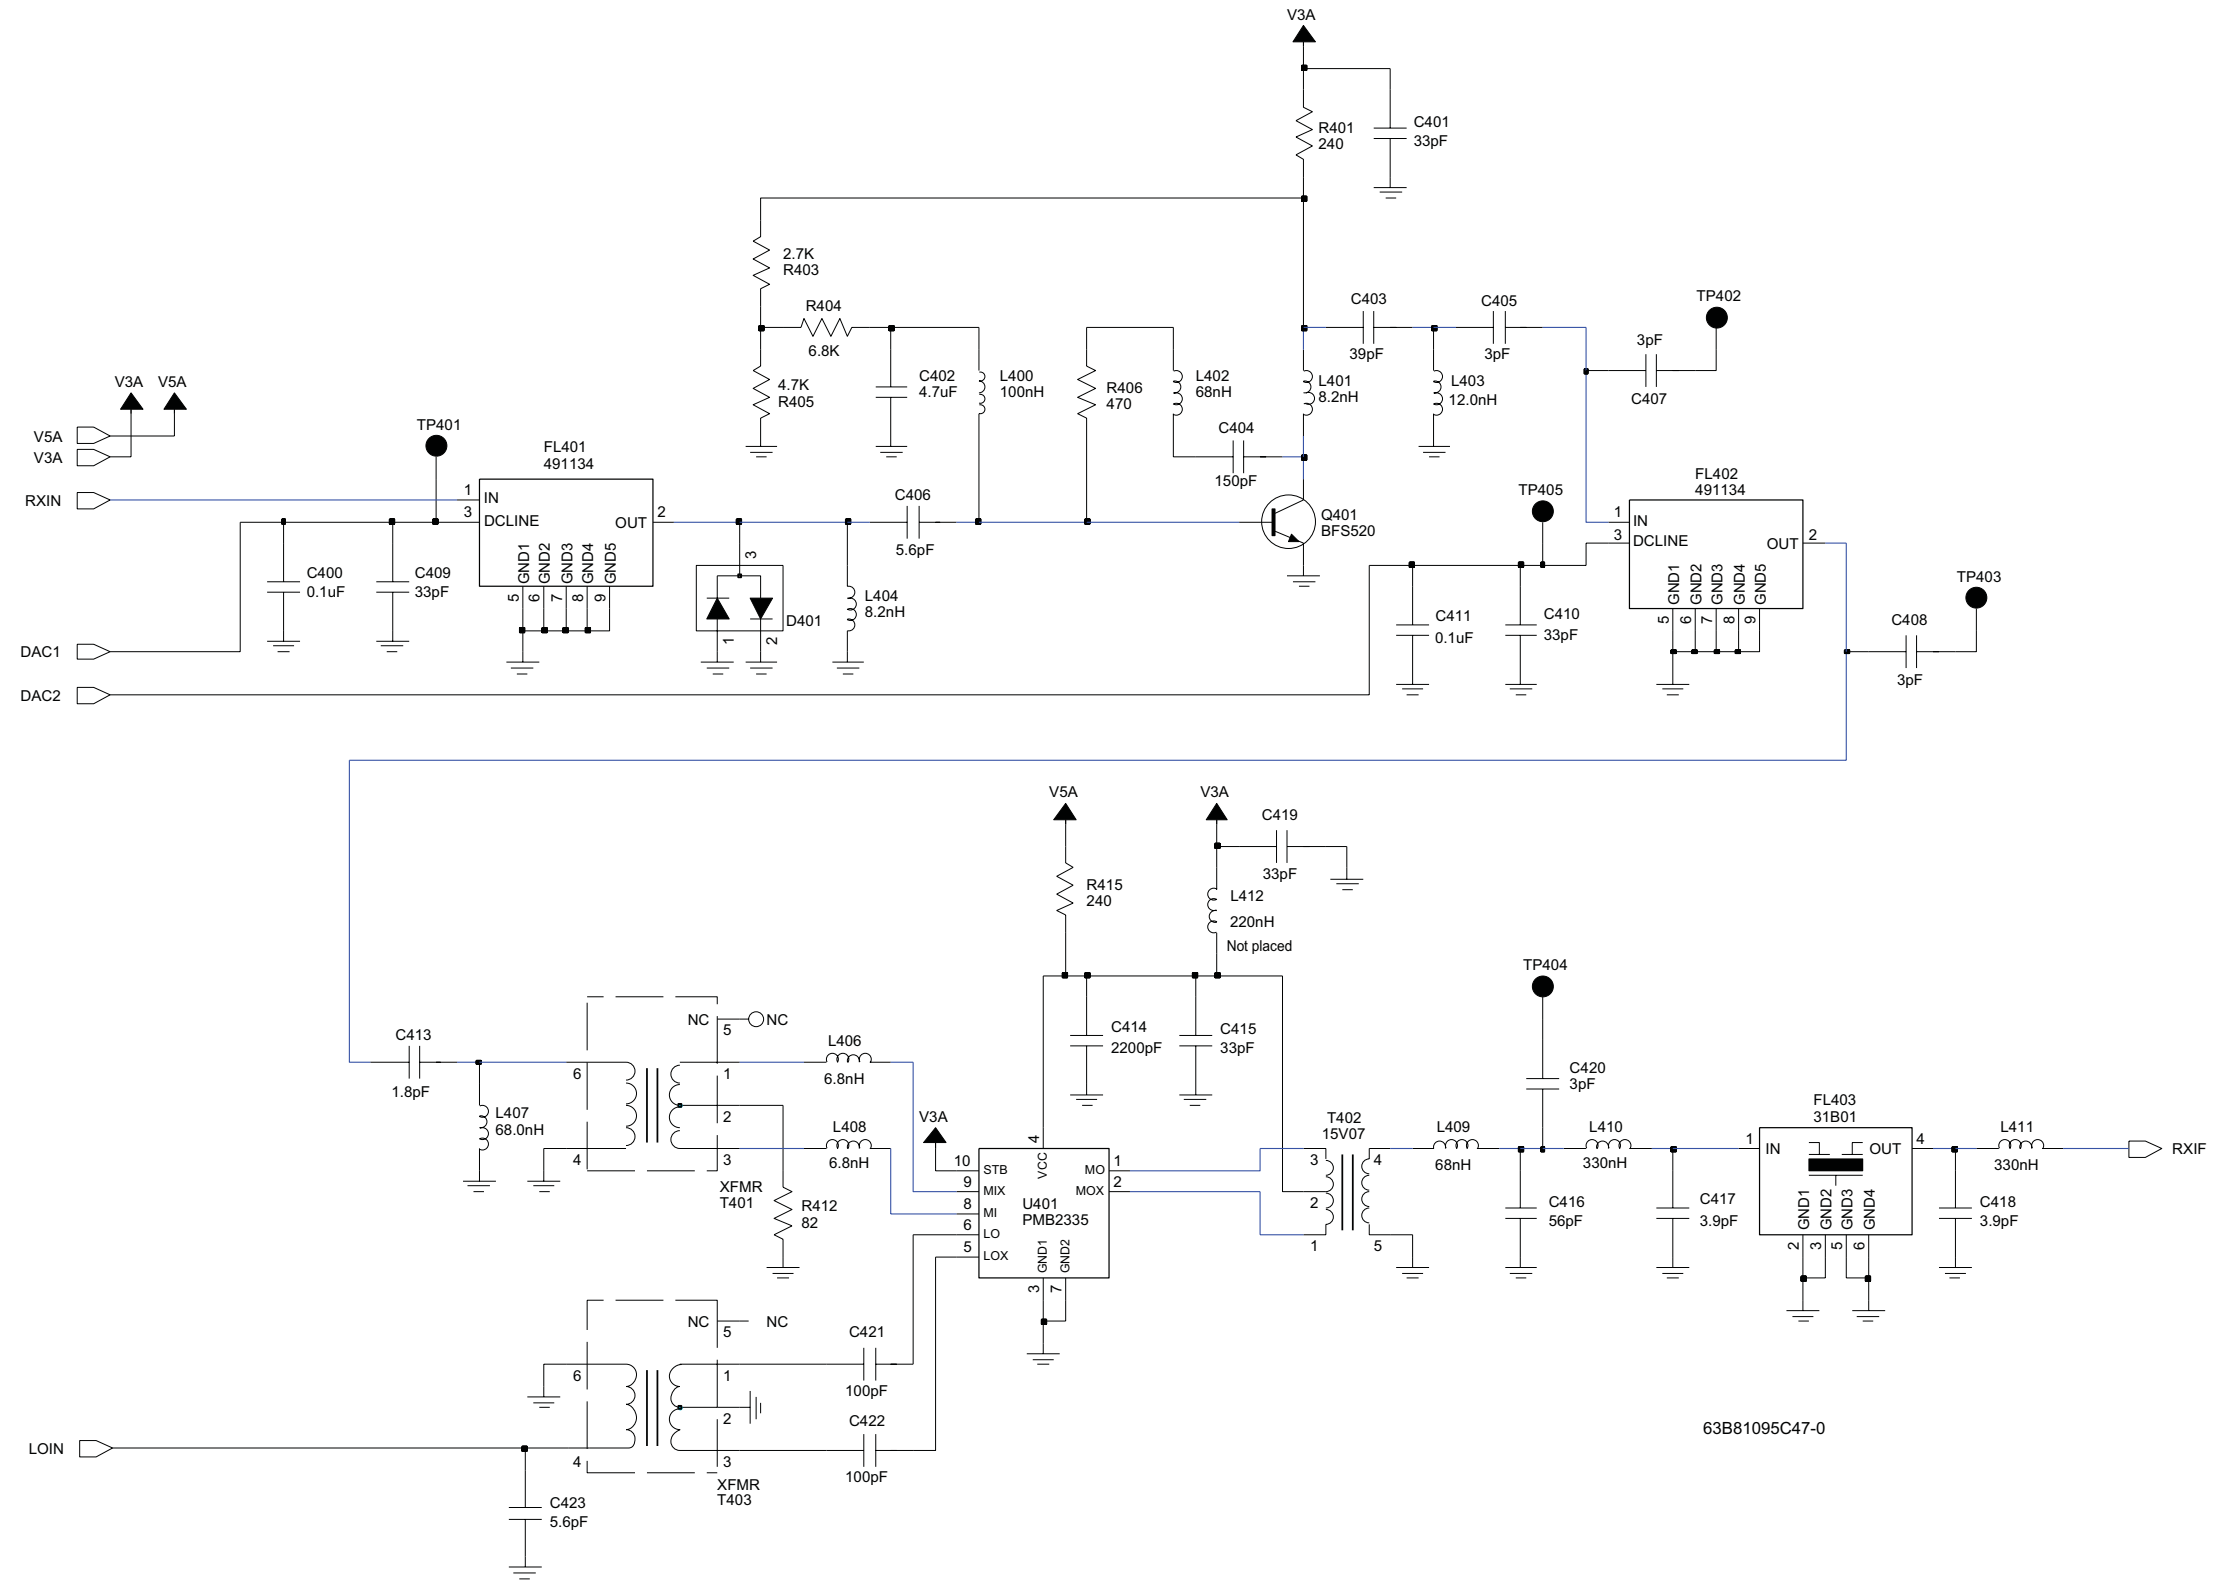 V3A
R401
240
C401
33pF
2.7K
R403
R404
6.8K
4.7K
R405
C402
4.7uF
L400
100nH
R406
470
L402
68nH
C404
150pF
L401
8.2nH
C403
39pF
C405
3pF
L403
12.0nH
TP402
3pF
C407
V3A V5A
V5A
V3A
RXIN
DAC1
DAC2
TP401
FL401
491134
1
IN
3
DCLINE
OUT
2
GND1
GND2
GND3
GND4
GND5
5
6
7
8
9
C400
0.1uF
C409
33pF
3
D401
1
2
L404
8.2nH
C406
5.6pF
Q401
BFS520
TP405
C411
0.1uF
C410
33pF
FL402
491134
1
IN
3
DCLINE
OUT
2
GND1
GND2
GND3
GND4
GND5
5
6
7
8
9
TP403
C408
3pF
V5A
R415
240
V3A
C419
33pF
L412
220nH
Not placed
C414
2200pF
C415
33pF
C413
1.8pF
L407
68.0nH
NC
5
NC
6
4
1
2
3
XFMR
T401
L406
6.8nH
L408
6.8nH
R412
82
V3A
4
VCC
10
STB
9
MIX
8
MI
6
LO
5
LOX
MO
1
MOX
2
U401
PMB2335
GND1
GND2
3
7
T402
15V07
3
2
1
4
5
L409
68nH
TP404
C420
3pF
L410
330nH
C416
56pF
C417
3.9pF
FL403
31B01
1
IN
OUT
4
GND1
GND2
GND3
GND4
2
3
5
6
C418
3.9pF
L411
330nH
RXIF
NC
5
NC
6
4
1
2
3
XFMR
T403
C421
100pF
C422
100pF
LOIN
C423
5.6pF
63B81095C47-0